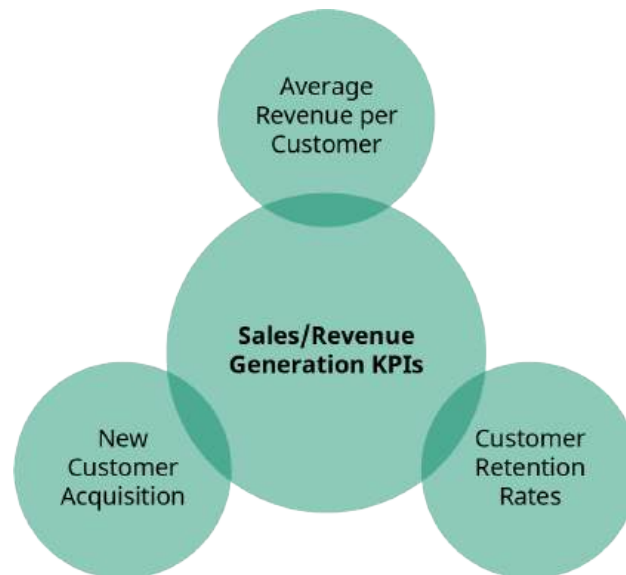 Average
Revenue per
Customer
Sales/Revenue
Generation KPIs
New
Customer
Acquisition
Customer
Retention
Rates